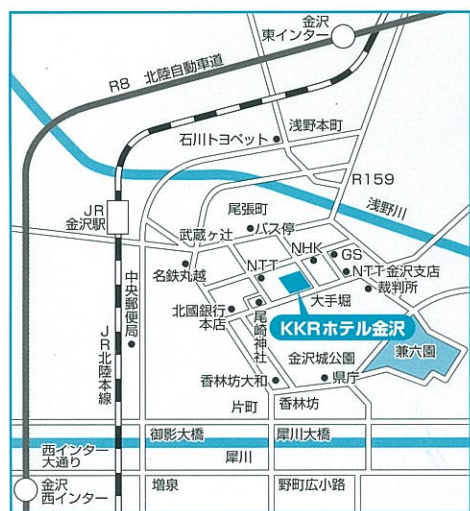 金沢
東インター
R8 北陸自動車道
石川トヨペット
浅野本町
R159
浅野川
尾張町
バス停
JR
金沢駅
武蔵ヶ辻
名鉄丸越
NHK
GS
NTT
NTT金沢支店
裁判所
中央郵便局
北國銀行
本店
尾崎神社
大手堀
KKRホテル金沢
兼六園
金沢城公園
県庁
JR北陸本線
香林坊大和
香林坊
片町
御影大橋
犀川大橋
西インター
大通り
犀川
金沢
西インター
増泉
野町広小路